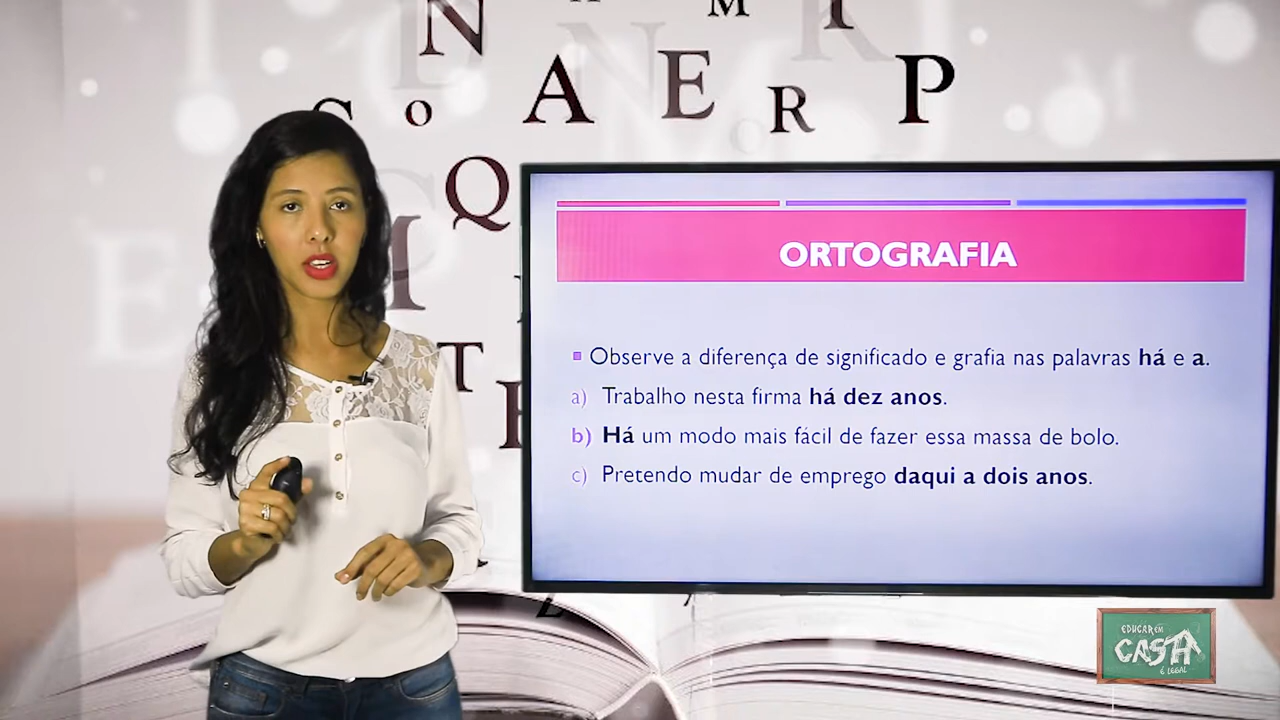 N
M
I
S O A E R P
Q
E
M
T
ORTOGRAFIA
Observe a diferença de significado e grafia nas palavras há e a.
a) Trabalho nesta firma há dez anos.
b) Há um modo mais fácil de fazer essa massa de bolo.
c) Pretendo mudar de emprego daqui a dois anos.
EDUCAR EM
CASA
É LEGAL